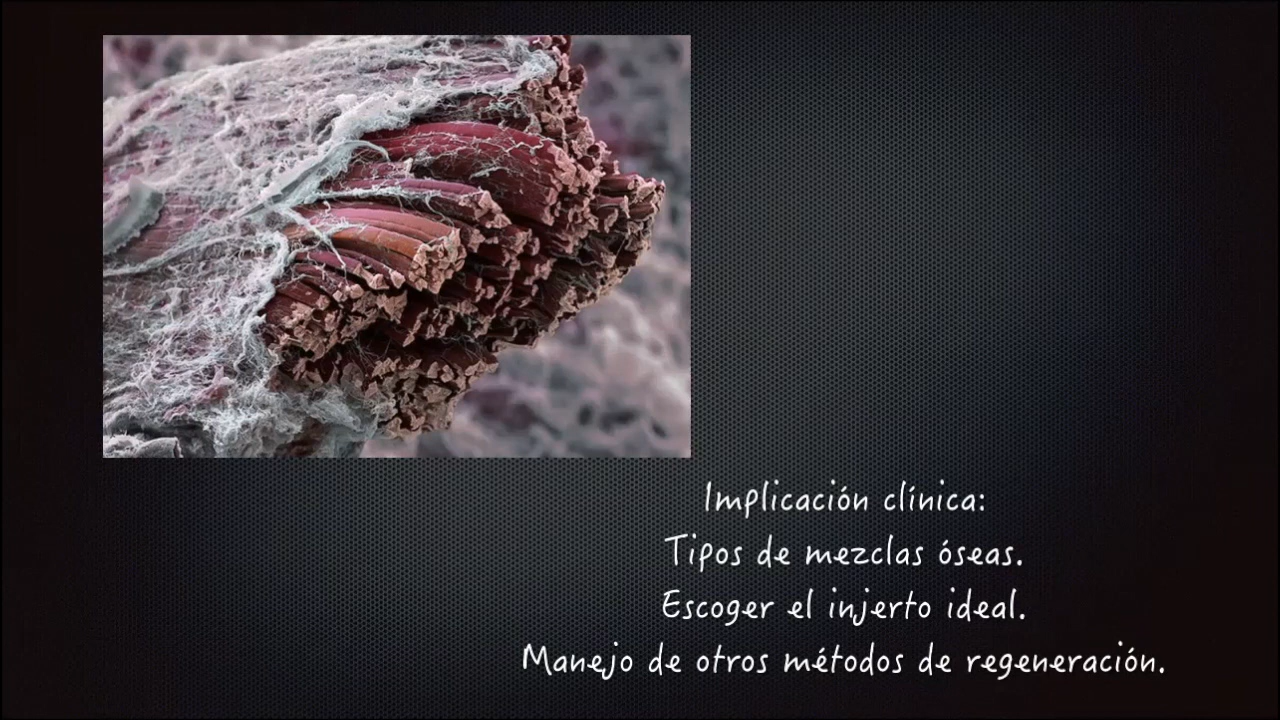 Implicación clínica:
Tipos de mezclas óseas.
Escoger el injerto ideal.
Manejo de otros métodos de regeneración.